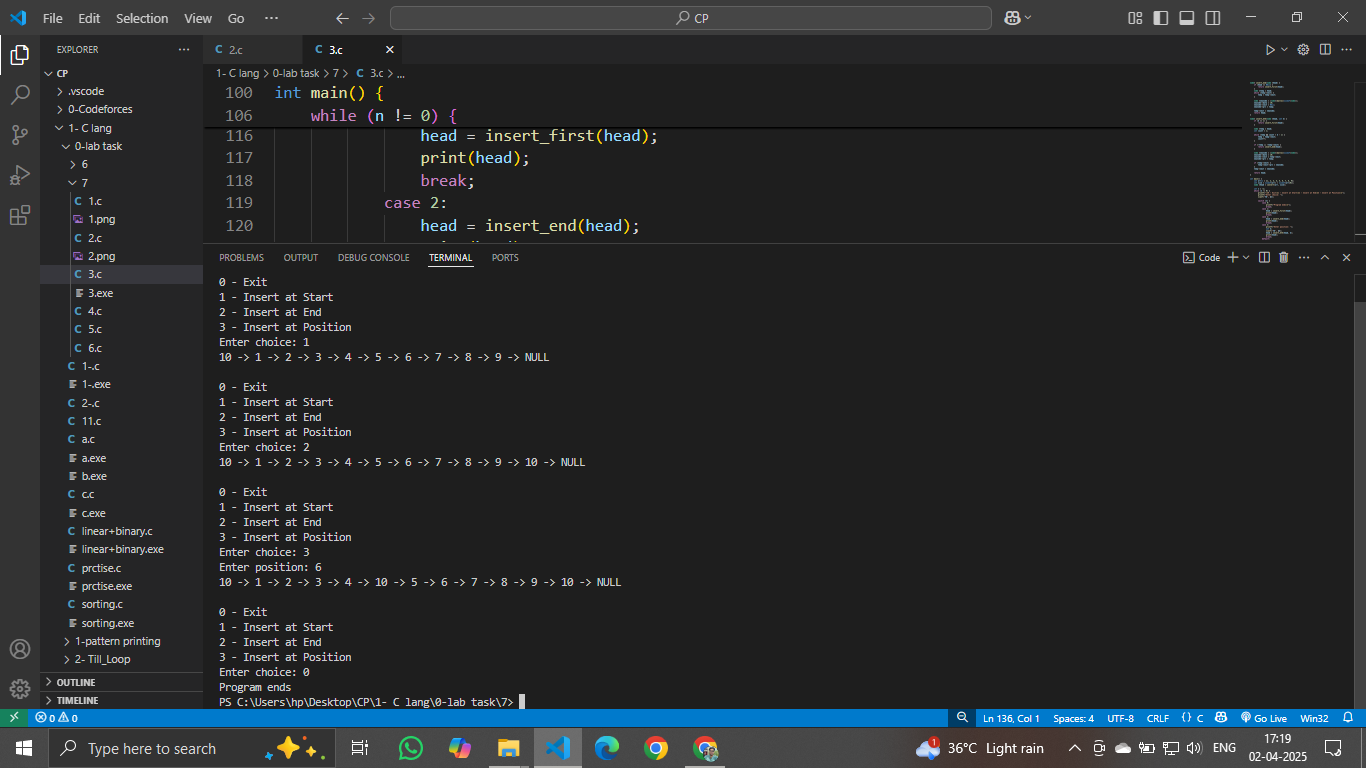 File Edit Selection View Go ··· CP
EXPLORER ···
CP
.vscode
0-Codeforces
1- C lang
0-lab task
6
7
C 1.c
1.png
C 2.c
2.png
C 3.c
3.exe
C 4.c
C 5.c
C 6.c
C 1-.c
1-.exe
C 2-.c
C 11.c
C a.c
a.exe
b.exe
C c.c
c.exe
C linear+binary.c
linear+binary.exe
C prctise.c
prctise.exe
C sorting.c
sorting.exe
1-pattern printing
2- Till_Loop
OUTLINE
TIMELINE
C 2.c C 3.c
1- C lang > 0-lab task > 7 > C 3.c > ...
100 int main() {
106 while (n != 0) {
116 head = insert_first(head);
117 print(head);
118 break;
119 case 2:
120 head = insert_end(head);
PROBLEMS OUTPUT DEBUG CONSOLE TERMINAL PORTS Code
0 - Exit
1 - Insert at Start
2 - Insert at End
3 - Insert at Position
Enter choice: 1
10 -> 1 -> 2 -> 3 -> 4 -> 5 -> 6 -> 7 -> 8 -> 9 -> NULL
0 - Exit
1 - Insert at Start
2 - Insert at End
3 - Insert at Position
Enter choice: 2
10 -> 1 -> 2 -> 3 -> 4 -> 5 -> 6 -> 7 -> 8 -> 9 -> 10 -> NULL
0 - Exit
1 - Insert at Start
2 - Insert at End
3 - Insert at Position
Enter choice: 3
Enter position: 6
10 -> 1 -> 2 -> 3 -> 4 -> 10 -> 5 -> 6 -> 7 -> 8 -> 9 -> 10 -> NULL
0 - Exit
1 - Insert at Start
2 - Insert at End
3 - Insert at Position
Enter choice: 0
Program ends
PS C:\Users\hp\Desktop\CP\1- C lang\0-lab task\7>
0 0 Ln 136, Col 1 Spaces: 4 UTF-8 CRLF {} C Go Live Win32
Type here to search 1 36°C Light rain ENG 17:19
02-04-2025